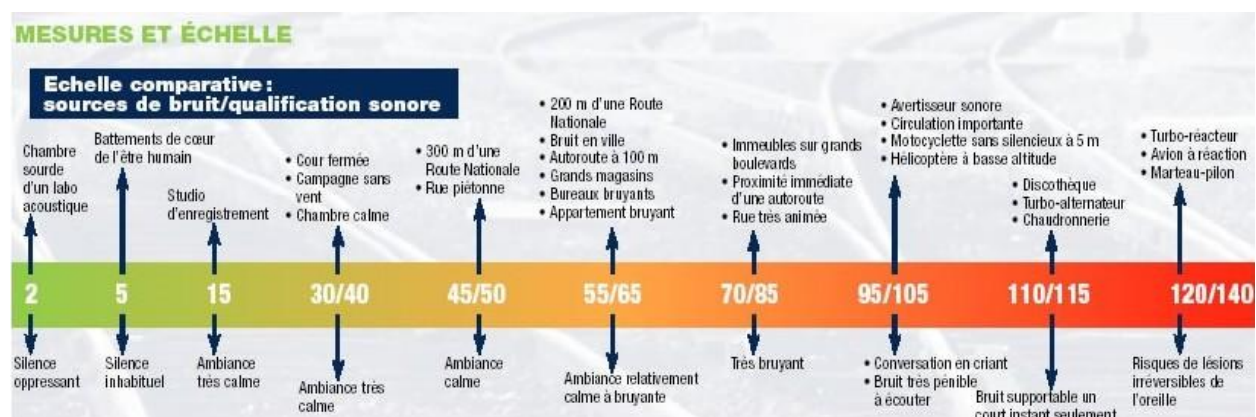 MESURES ET ÉCHELLE
Echelle comparative :
sources de bruit/qualification sonore
Chambre
sourde
d'un labo
acoustique
Battements de cœur
de l'être humain
Studio
d'enregistrement
• Cour fermée
• Campagne sans
vent
• Chambre calme
• 300 m d'une
Route Nationale
• Rue piétonne
• 200 m d'une Route
Nationale
• Bruit en ville
• Autoroute à 100 m
• Grands magasins
• Bureaux bruyants
• Appartement bruyant
• Immeubles sur grands
boulevards
• Proximité immédiate
d'une autoroute
• Rue très animée
• Avertisseur sonore
• Circulation importante
• Motocyclette sans silencieux à 5 m
• Hélicoptère à basse altitude
• Discothèque
• Turbo-alternateur
• Chaudronnerie
• Turbo-réacteur
• Avion à réaction
• Marteau-pilon
2 5 15 30/40 45/50 55/65 70/85 95/105 110/115 120/140
Silence
oppressant
Silence
inhabituel
Ambiance
très calme
Ambiance très
calme
Ambiance
calme
Ambiance relativement
calme à bruyante
Très bruyant
• Conversation en criant
• Bruit très pénible
à écouter
Bruit supportable un
court instant seulement
Risques de lésions
irréversibles de
l'oreille